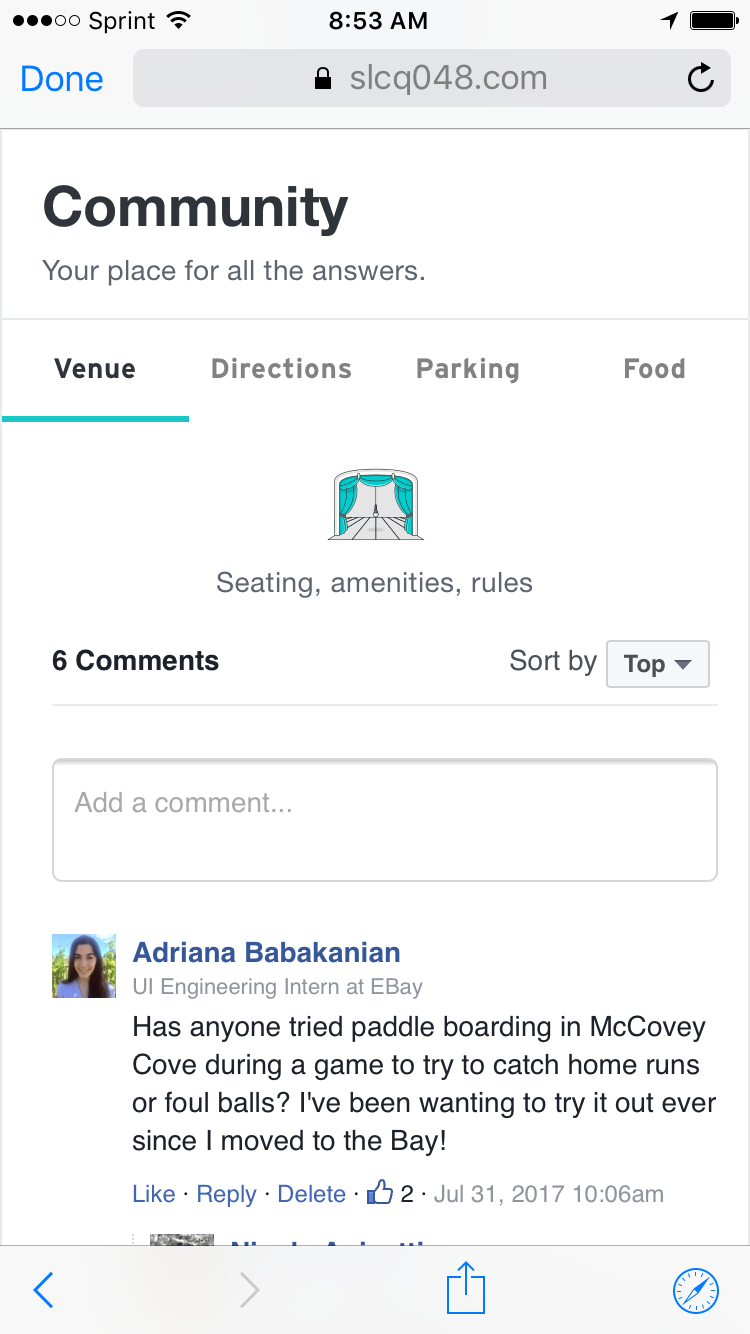 Sprint 8:53 AM
Done slcq048.com
Community
Your place for all the answers.
Venue Directions Parking Food
Seating, amenities, rules
6 Comments Sort by Top
Add a comment...
Adriana Babakanian
UI Engineering Intern at EBay
Has anyone tried paddle boarding in McCovey
Cove during a game to try to catch home runs
or foul balls? I've been wanting to try it out ever
since I moved to the Bay!
Like · Reply · Delete · 2 · Jul 31, 2017 10:06am